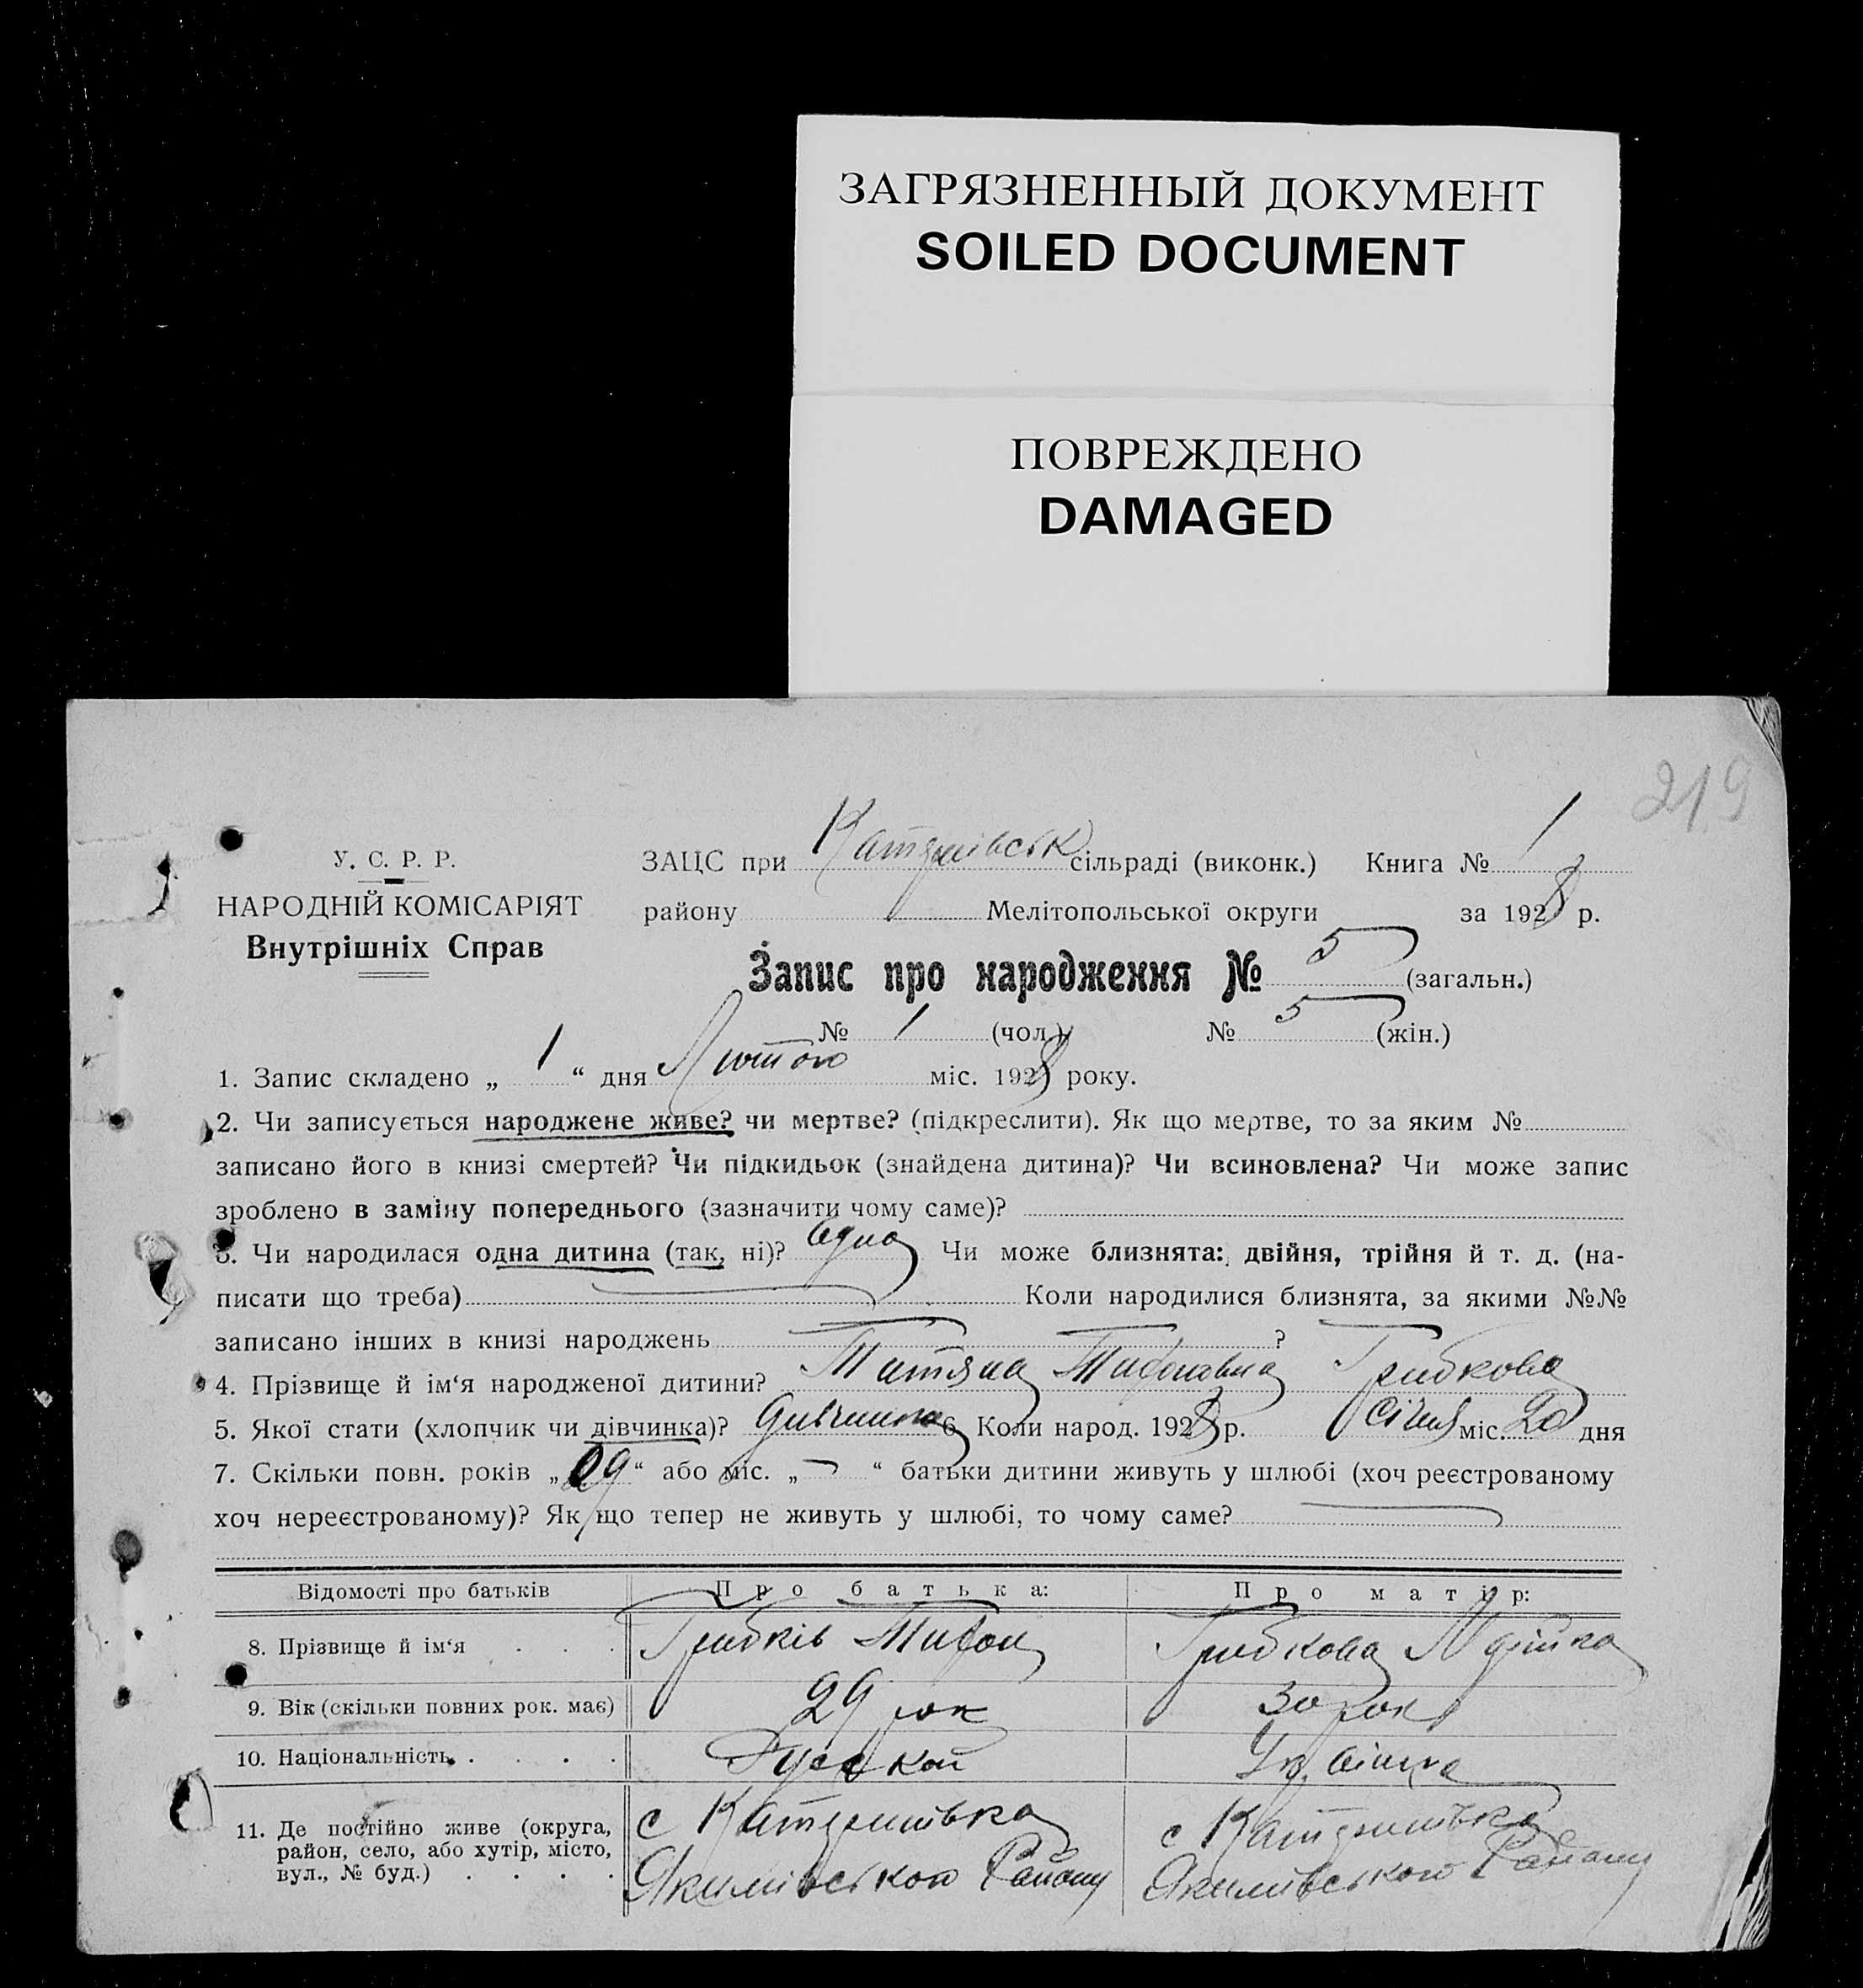 ЗАГРЯЗНЕННЫЙ ДОКУМЕНТ
SOILED DOCUMENT
ПОВРЕЖДЕНО
DAMAGED
219
У. С. Р. Р.
НАРОДНІЙ КОМІСАРІЯТ
Внутрішніх Справ
ЗАЦС при сільраді (виконк.) Книга № 1
району Мелітопольської округи за 1928 р.
Запис про народження № 5 (загальн.)
№ 1 (чол.) № 5 (жін.)
1. Запис складено „ 1 “ дня Лютого міс. 1928 року.
2. Чи записується народжене живе? чи мертве? (підкреслити). Як що мертве, то за яким №
записано його в книзі смертей? Чи підкидьок (знайдена дитина)? Чи всиновлена? Чи може запис
зроблено в заміну попереднього (зазначити чому саме)?
3. Чи народилася одна дитина (так, ні)? Одна Чи може близнята: двійня, трійня й т. д. (на-
писати що треба) Коли народилися близнята, за якими №№
записано інших в книзі народжень ?
4. Прізвище й ім‘я народженої дитини? Татяна Тифоновна Грибкова
5. Якої стати (хлопчик чи дівчинка)? Дивчинка 6. Коли народ. 1928 р. Січня міс. 20 дня
7. Скільки повн. років „ 09 “ або міс. „ “ батьки дитини живуть у шлюбі (хоч реєстрованому
хоч нереєстрованому)? Як що тепер не живуть у шлюбі, то чому саме?
Відомості про батьків Про батька: Про матір:
8. Прізвище й ім‘я . . . Грибків Тифон Грибкова
9. Вік (скільки повних рок. має) 29 рок 30 рок
10. Національність . . . . Руской
11. Де постійно живе (округа,
район, село, або хутір, місто,
вул., № буд.) . . . .
с Катеринівка с Катеринівка
Якимівського Району Якимівського Району